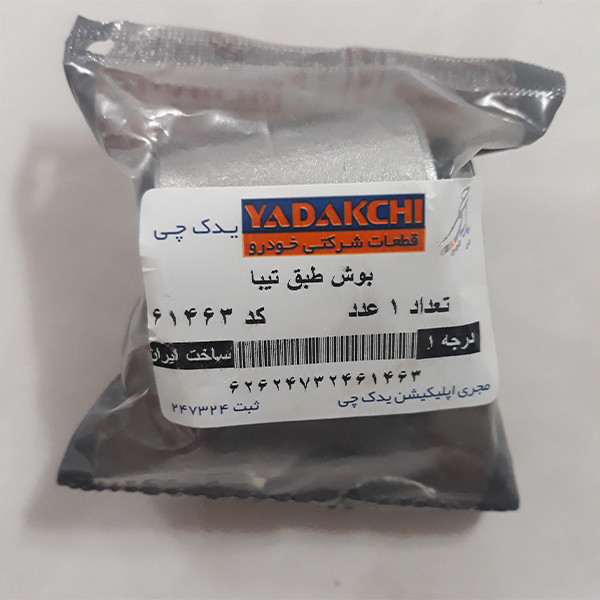 YADAKCHI یدک چی
قطعات شرکتی خودرو
بوش طبق تیبا
تعداد ۱ عدد کد ۶۱۴۶۳
درجه ۱ ساخت ایران
۶۲۶۲۴۷۳۲۴۶۱۴۶۳
مجری اپلیکیشن یدک چی ثبت ۲۴۷۳۲۴